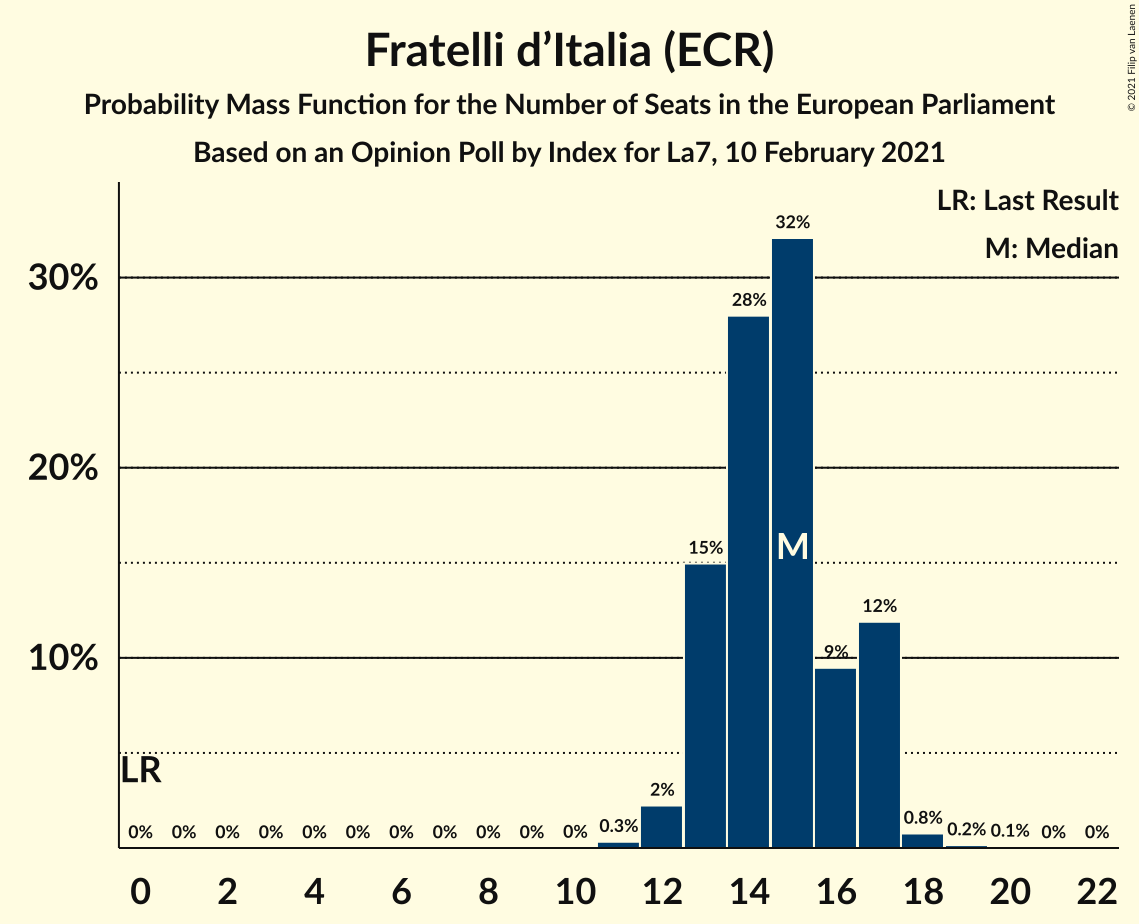 Fratelli d’Italia (ECR)
Probability Mass Function for the Number of Seats in the European Parliament
Based on an Opinion Poll by Index for La7, 10 February 2021
© 2021 Filip van Laenen
LR: Last Result
M: Median
32%
30%
28%
20%
15%
M
12%
10%
9%
LR
2%
0% 0% 0% 0% 0% 0% 0% 0% 0% 0% 0% 0.3% 0.8% 0.2% 0.1% 0% 0%
0 2 4 6 8 10 12 14 16 18 20 22